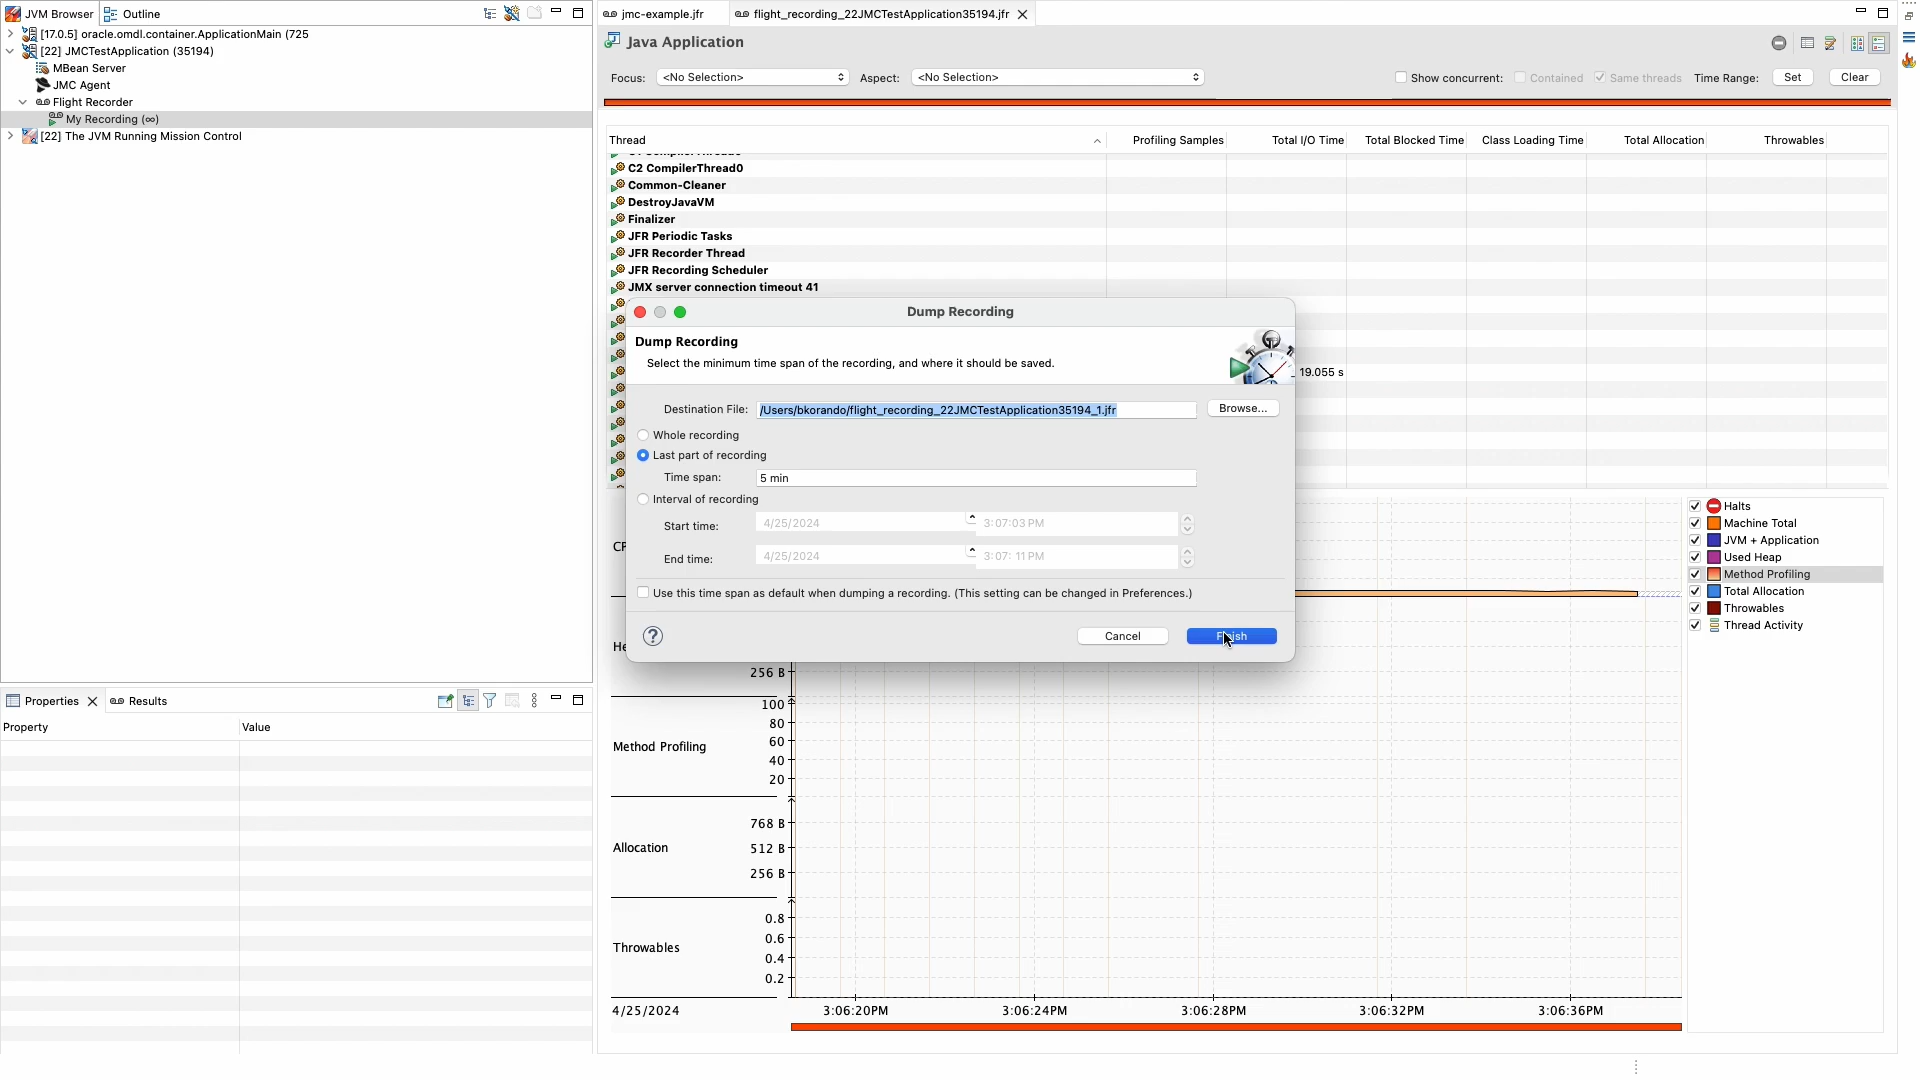 JVM Browser Outline
[17.0.5] oracle.omdl.container.ApplicationMain (725
[22] JMCTestApplication (35194)
MBean Server
JMC Agent
Flight Recorder
My Recording (∞)
[22] The JVM Running Mission Control
Properties Results
Property Value
jmc-example.jfr flight_recording_22JMCTestApplication35194.jfr
Java Application
Focus: <No Selection> Aspect: <No Selection> Show concurrent: Contained Same threads Time Range: Set Clear
Thread Profiling Samples Total I/O Time Total Blocked Time Class Loading Time Total Allocation Throwables
C2 CompilerThread0
Common-Cleaner
DestroyJavaVM
Finalizer
JFR Periodic Tasks
JFR Recorder Thread
JFR Recording Scheduler
JMX server connection timeout 41
19.055 s
Dump Recording
Dump Recording
Select the minimum time span of the recording, and where it should be saved.
Destination File: /Users/bkorando/flight_recording_22JMCTestApplication35194_1.jfr Browse...
Whole recording
Last part of recording
Time span: 5 min
Interval of recording
Start time: 4/25/2024 3:07:03 PM
End time: 4/25/2024 3:07: 11 PM
Use this time span as default when dumping a recording. (This setting can be changed in Preferences.)
? Cancel Finish
256 B
100
80
Method Profiling 60
40
20
768 B
Allocation 512 B
256 B
0.8
0.6
Throwables
0.4
0.2
4/25/2024 3:06:20PM 3:06:24PM 3:06:28PM 3:06:32PM 3:06:36PM
Halts
Machine Total
JVM + Application
Used Heap
Method Profiling
Total Allocation
Throwables
Thread Activity